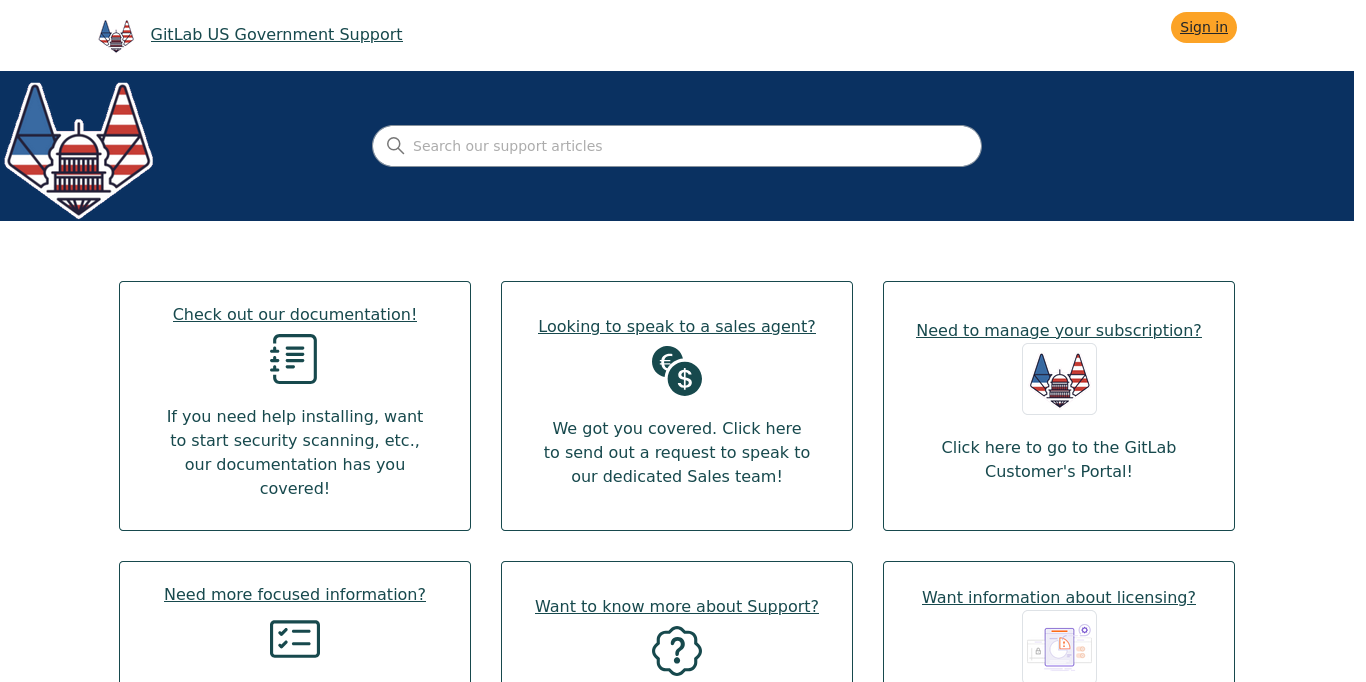 GitLab US Government Support
Sign in
Search our support articles
Check out our documentation!
If you need help installing, want
to start security scanning, etc.,
our documentation has you
covered!
Looking to speak to a sales agent?
€
$
We got you covered. Click here
to send out a request to speak to
our dedicated Sales team!
Need to manage your subscription?
Click here to go to the GitLab
Customer's Portal!
Need more focused information?
Want to know more about Support?
?
Want information about licensing?